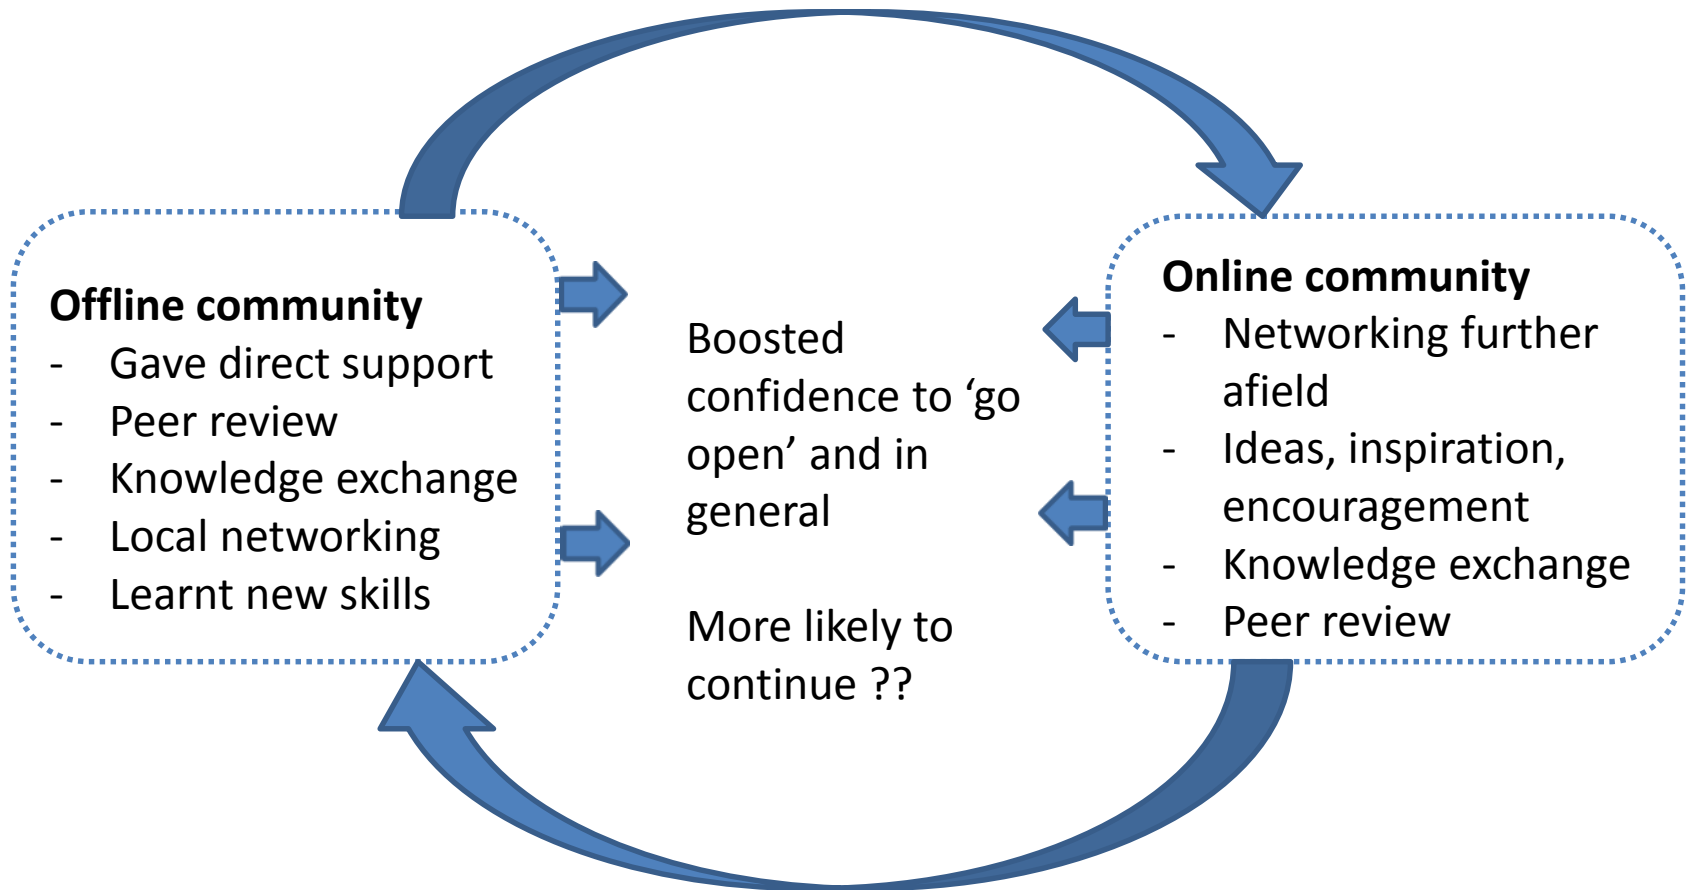 Offline community
- Gave direct support
- Peer review
- Knowledge exchange
- Local networking
- Learnt new skills
Boosted
confidence to ‘go
open’ and in
general
More likely to
continue ??
Online community
- Networking further
afield
- Ideas, inspiration,
encouragement
- Knowledge exchange
- Peer review